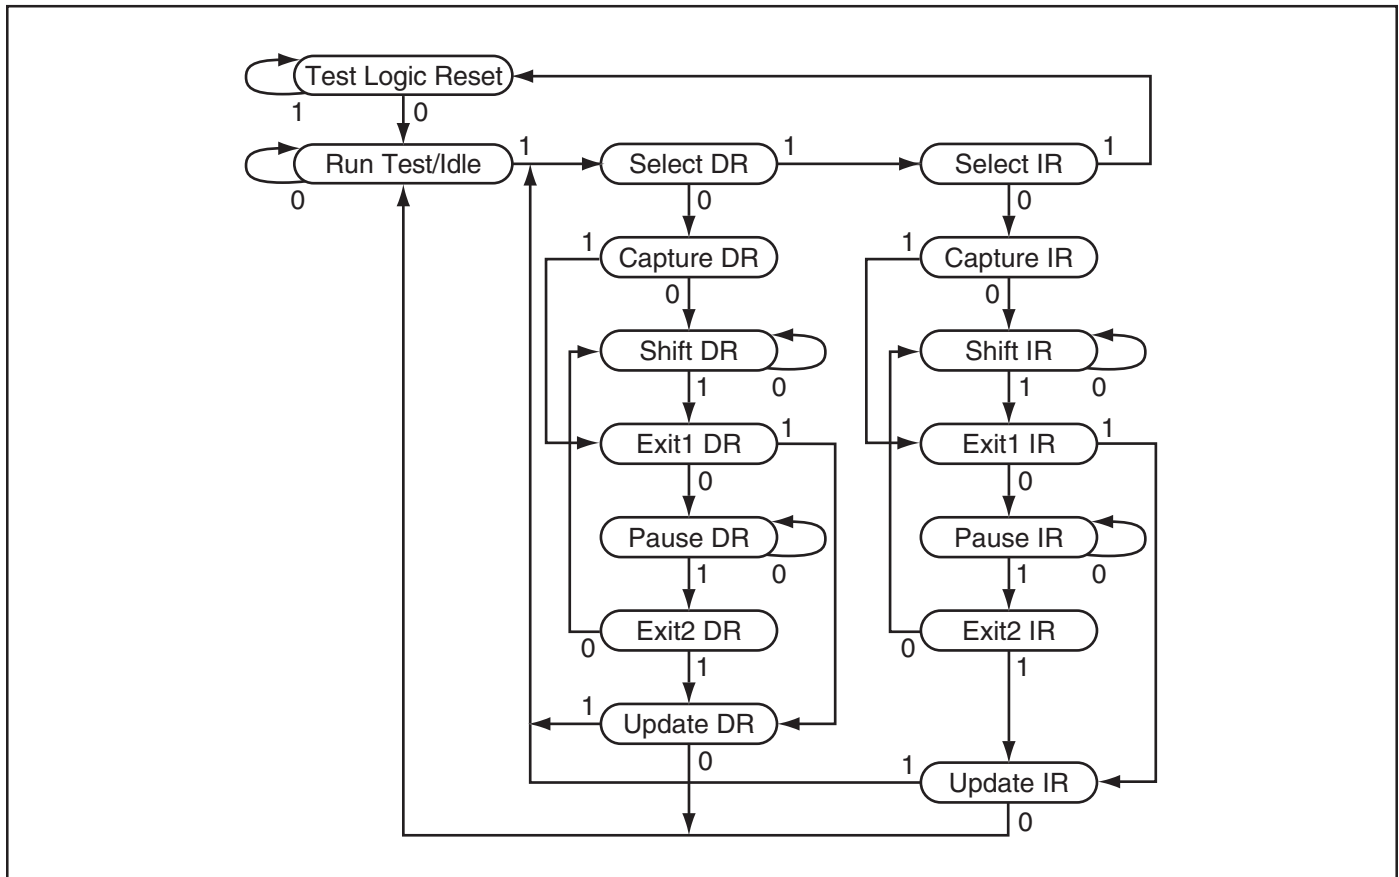 Test Logic Reset
1
0
Run Test/Idle
1
Select DR
1
Select IR
1
0
0
0
1
Capture DR
1
Capture IR
0
0
Shift DR
Shift IR
1
0
1
0
Exit1 DR
1
Exit1 IR
1
0
0
Pause DR
Pause IR
1
0
1
0
Exit2 DR
Exit2 IR
0
1
0
1
1
Update DR
0
1
Update IR
0